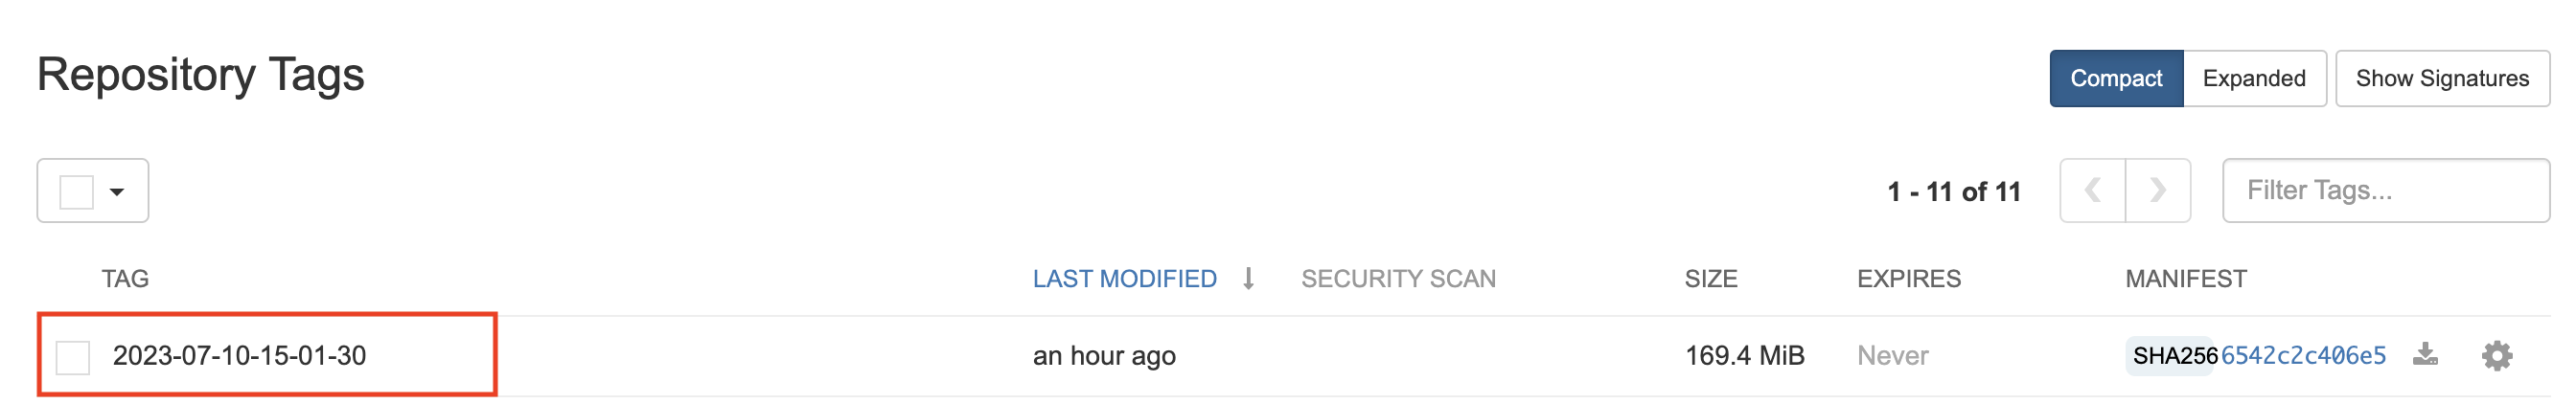 Repository Tags
Compact Expanded Show Signatures
1 - 11 of 11 Filter Tags...
TAG LAST MODIFIED SECURITY SCAN SIZE EXPIRES MANIFEST
2023-07-10-15-01-30 an hour ago 169.4 MiB Never SHA256 6542c2c406e5